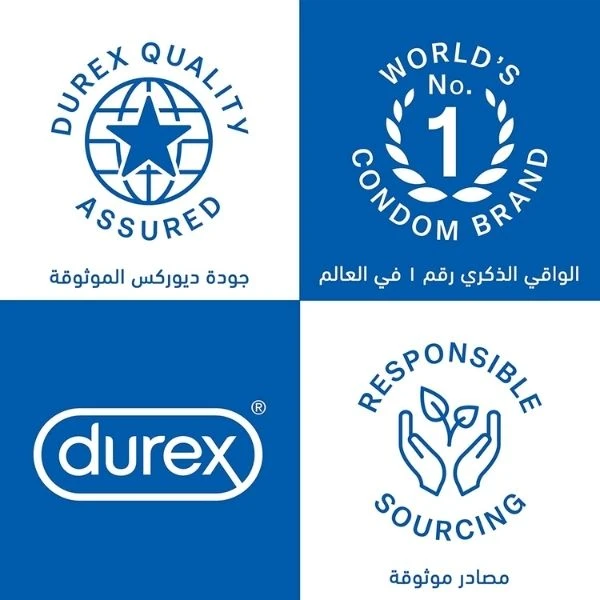 DUREX QUALITY
ASSURED
جودة ديوركس الموثوقة
WORLD'S
No.
1
CONDOM BRAND
الواقي الذكري رقم ١ في العالم
durex®
RESPONSIBLE
SOURCING
مصادر موثوقة